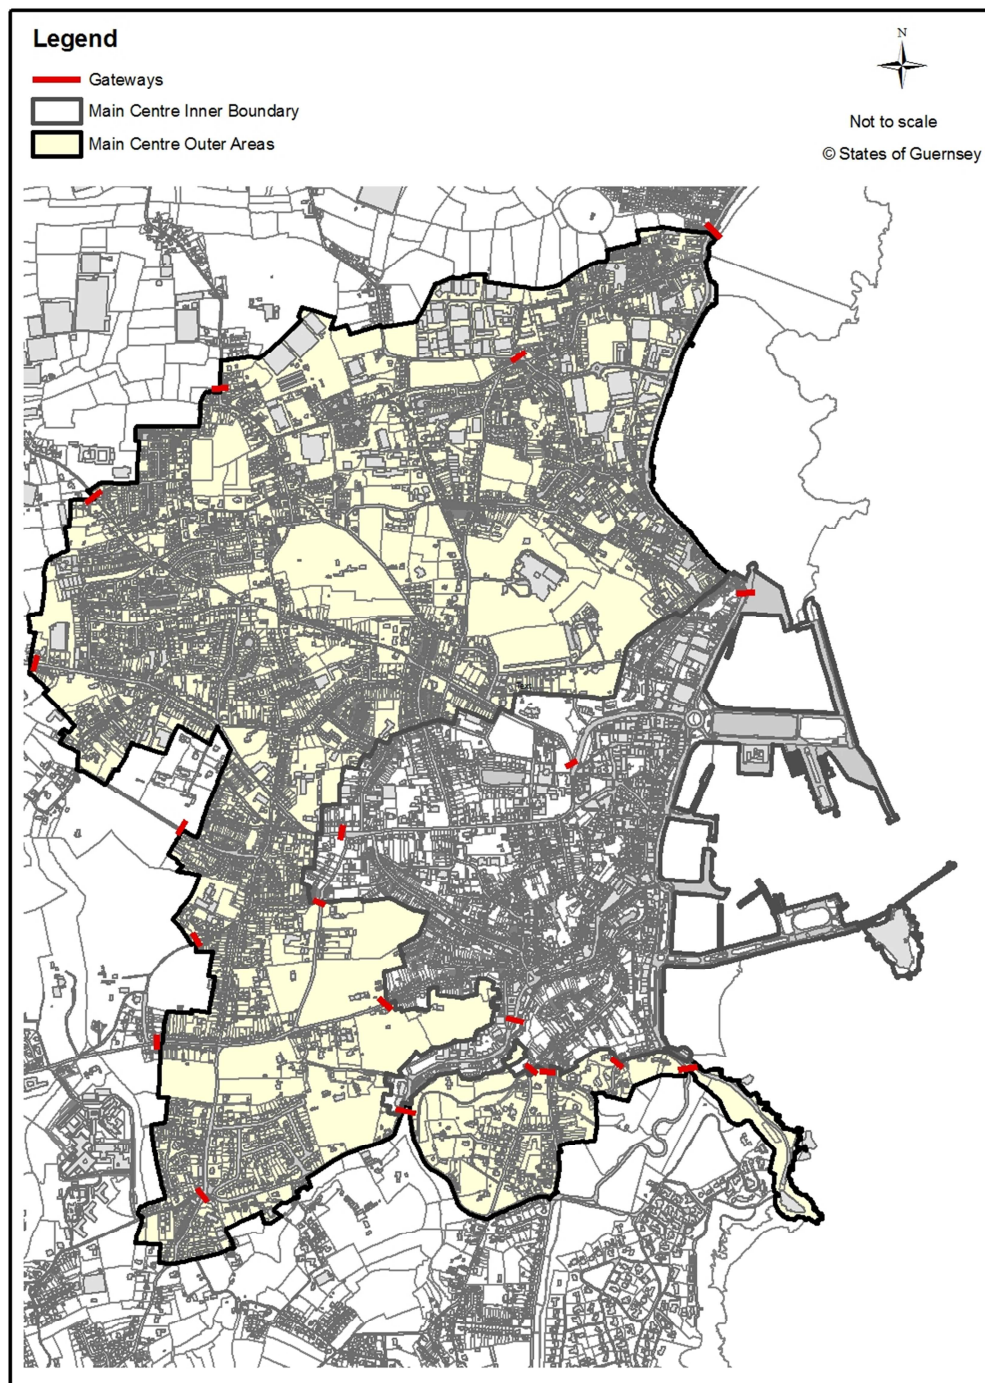 Legend
N
Gateways
Main Centre Inner Boundary
Not to scale
Main Centre Outer Areas
© States of Guernsey